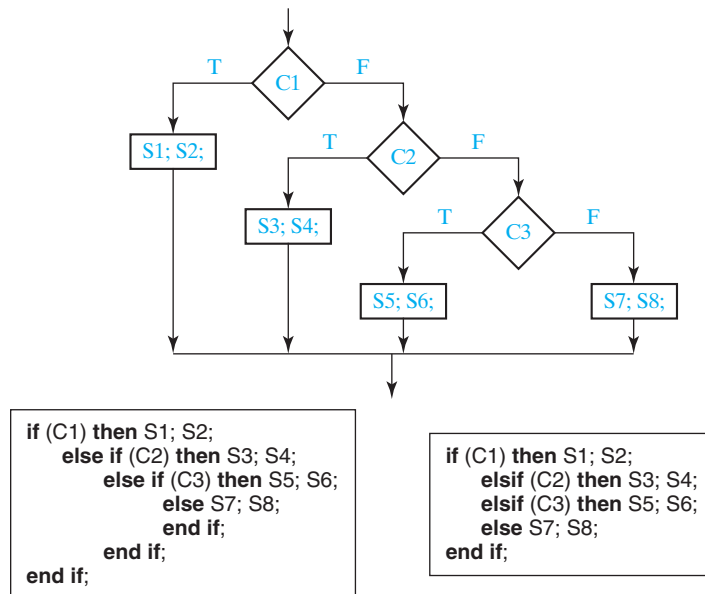 C1
T
F
S1; S2;
C2
T
F
S3; S4;
C3
T
F
S5; S6;
S7; S8;
if (C1) then S1; S2;
else if (C2) then S3; S4;
else if (C3) then S5; S6;
else S7; S8;
end if;
end if;
end if;
if (C1) then S1; S2;
elsif (C2) then S3; S4;
elsif (C3) then S5; S6;
else S7; S8;
end if;